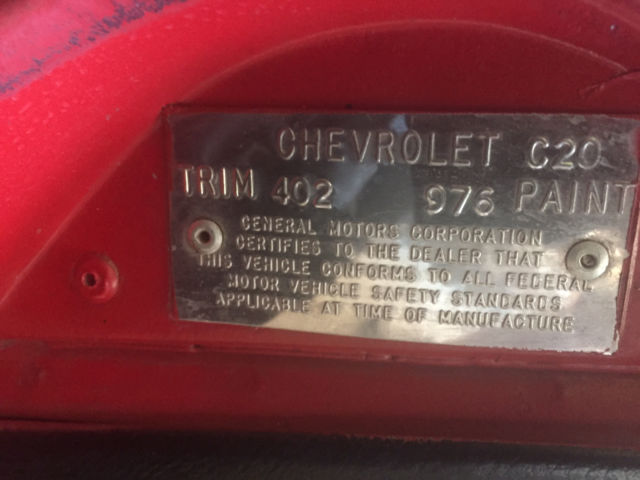 CHEVROLET C20
TRIM 402 976 PAINT
GENERAL MOTORS CORPORATION
CERTIFIES TO THE DEALER THAT
THIS VEHICLE CONFORMS TO ALL FEDERAL
MOTOR VEHICLE SAFETY STANDARDS
APPLICABLE AT TIME OF MANUFACTURE